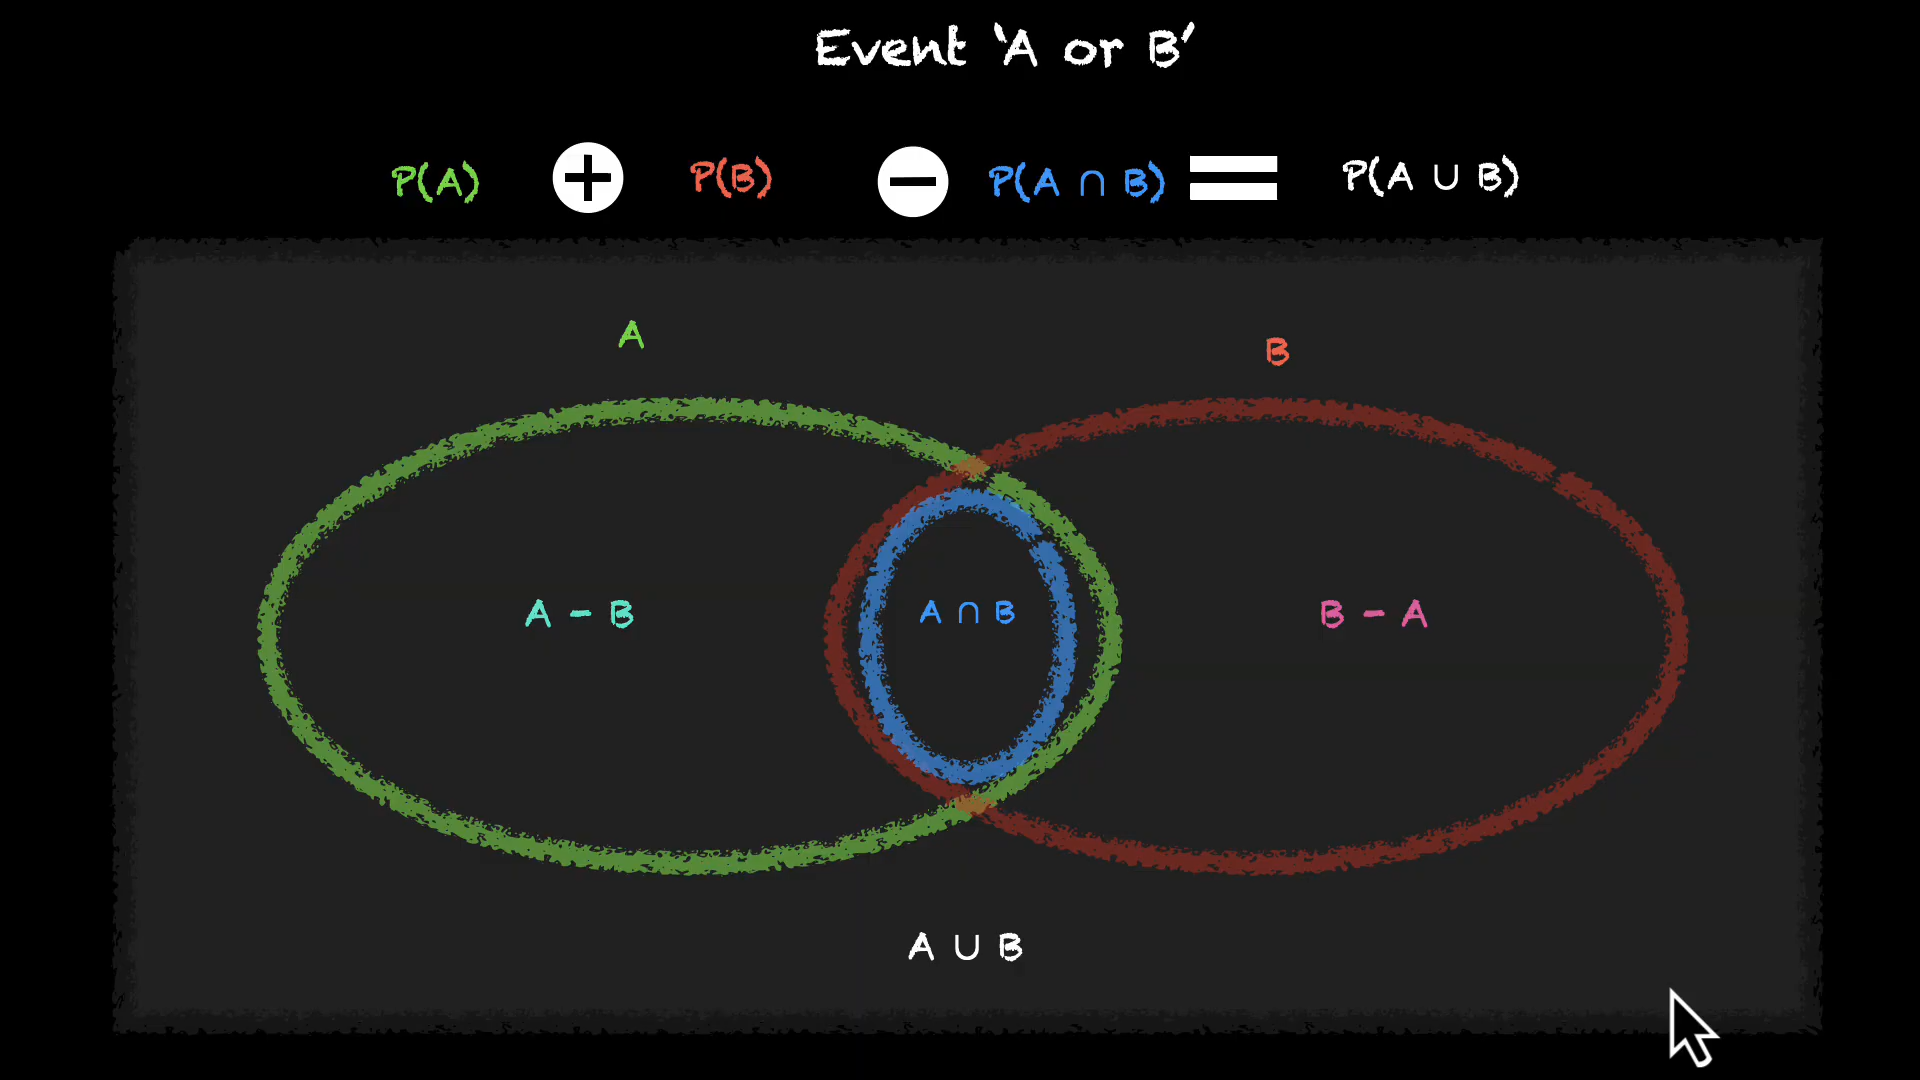 Event ‘A or B’
P(A) + P(B) − P(A ∩ B) = P(A ∪ B)
A
B
A - B
A ∩ B
B - A
A ∪ B